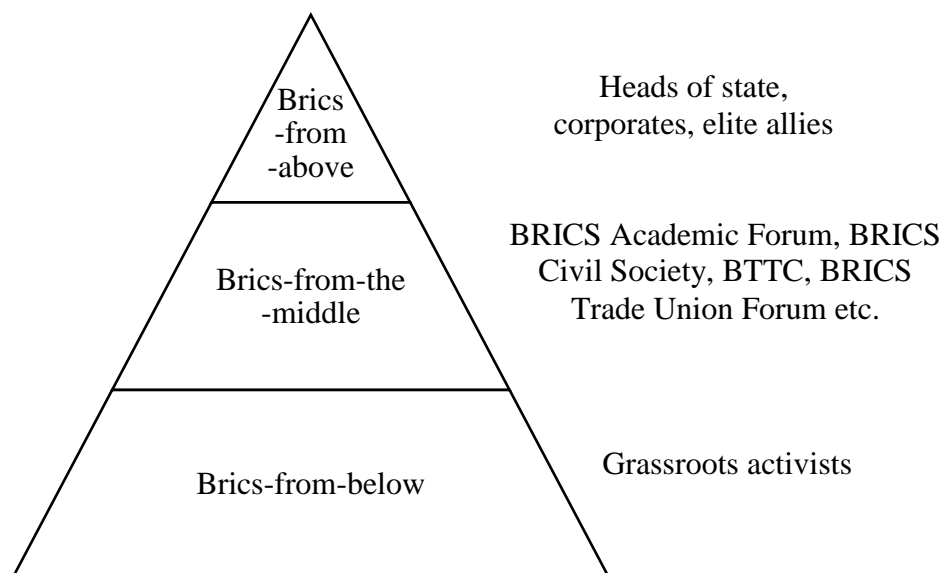 Brics
-from
-above
Heads of state,
corporates, elite allies
Brics-from-the
-middle
BRICS Academic Forum, BRICS
Civil Society, BTTC, BRICS
Trade Union Forum etc.
Brics-from-below
Grassroots activists